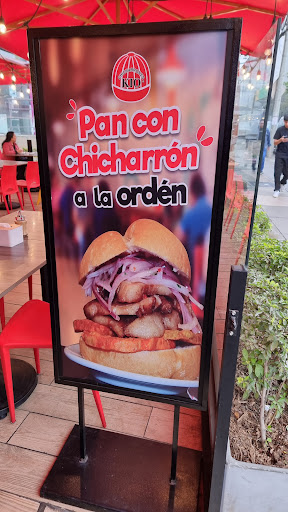 Pan con
Chicharrón
a la ordén